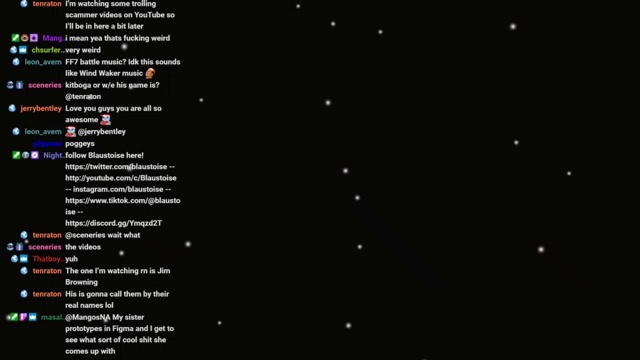 tenraton I'm watching some trolling
scammer videos on YouTube so
I'll be in here a bit later
Mang. i mean yea thats fucking weird
chsurfer.. very weird
leon_avem FF7 battle music? Idk this sounds
like Wind Waker music
sceneries kitboga or w/e his name is?
@tenraton
jerrybentley Love you guys you are all so
awesome
leon_avem @jerrybentley
poggeys
Night. follow Blaustoise here!
https://twitter.com/blaustoise --
http://youtube.com/c/Blaustoise
-- instagram.com/blaustoise --
https://www.tiktok.com/@blausto
ise --
https://discord.gg/Ymqzd2T
tenraton @sceneries wait what
sceneries the videos
Thatboy.. yuh
tenraton The one I'm watching rn is Jim
Browning
tenraton His is gonna call them by their
real names lol
masal. @MangosNA My sister
prototypes in Figma and I get to
see what sort of cool shit she
comes up with